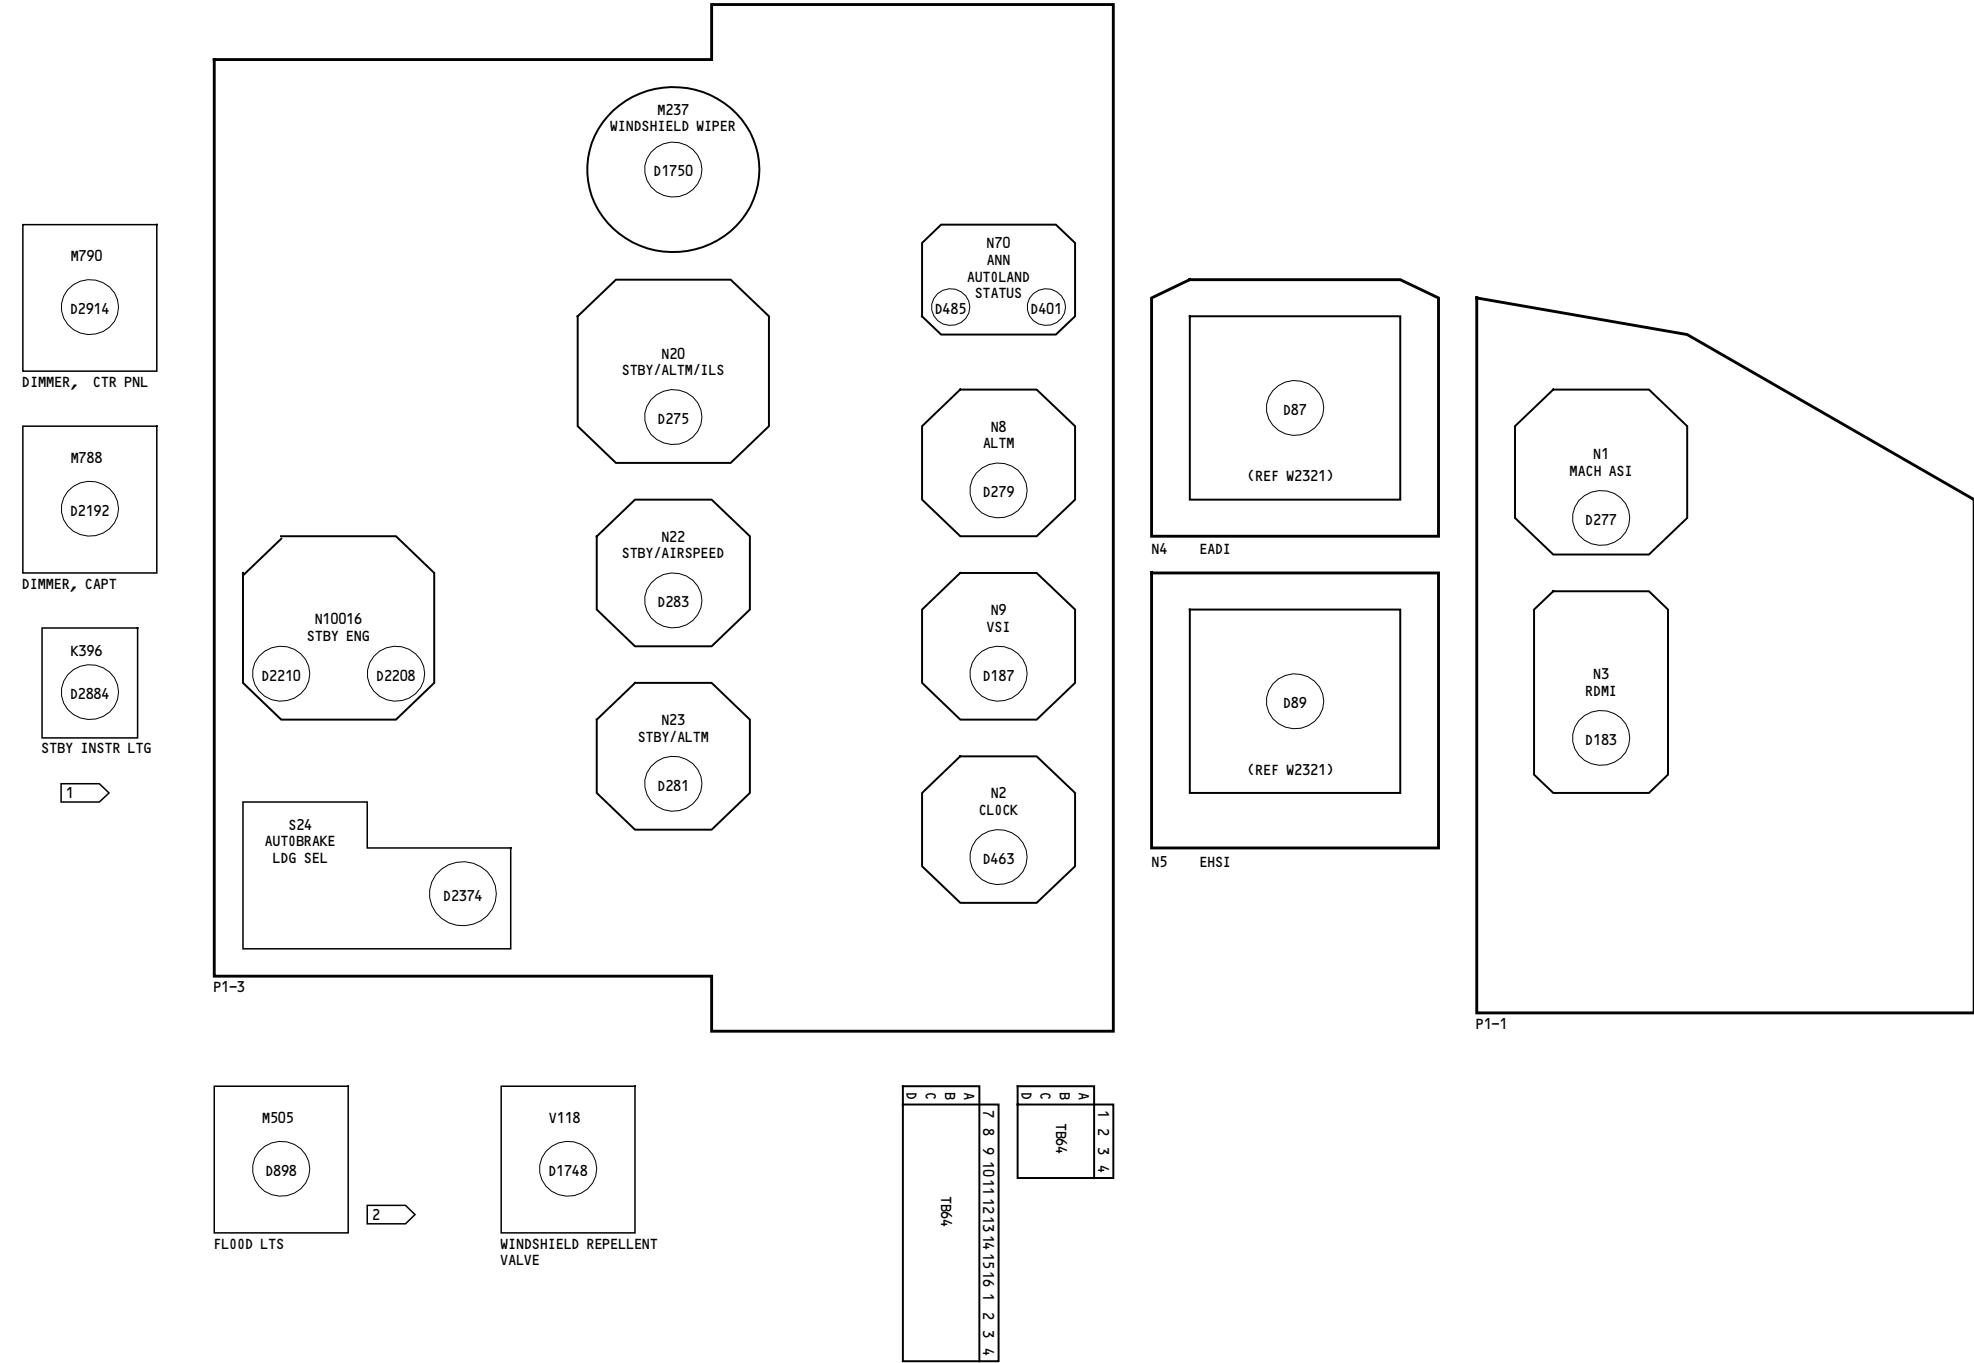 M790
D2914
DIMMER, CTR PNL
M788
D2192
DIMMER, CAPT
K396
D2884
STBY INSTR LTG
1
M237
WINDSHIELD WIPER
D1750
N20
STBY/ALTM/ILS
D275
N22
STBY/AIRSPEED
D283
N23
STBY/ALTM
D281
N10016
STBY ENG
D2210 D2208
S24
AUTOBRAKE
LDG SEL
D2374
N70
ANN
AUTOLAND
STATUS
D485 D401
N8
ALTM
D279
N9
VSI
D187
N2
CLOCK
D463
P1-3
D87
(REF W2321)
N4 EADI
D89
(REF W2321)
N5 EHSI
N1
MACH ASI
D277
N3
RDMI
D183
P1-1
M505
D898
FLOOD LTS
2
V118
D1748
WINDSHIELD REPELLENT
VALVE
D C B A
TB64
7 8 9 10 11 12 13 14 15 16 1 2 3 4
D C B A
TB64
1 2 3 4